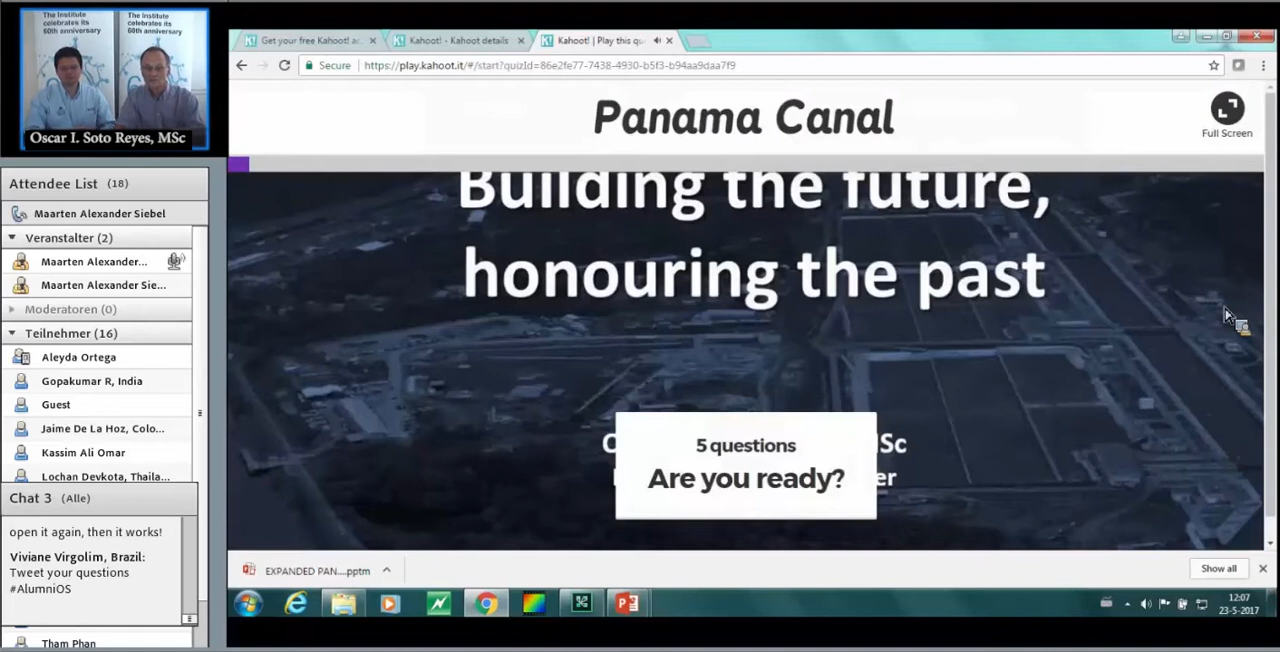 The Institute
celebrates its
60th anniversary
The Institute
celebrates its
60th anniversary
Oscar I. Soto Reyes, MSc
Attendee List (18)
Maarten Alexander Siebel
Veranstalter (2)
Maarten Alexander...
Maarten Alexander Sie...
Moderatoren (0)
Teilnehmer (16)
Aleyda Ortega
Gopakumar R, India
Guest
Jaime De La Hoz, Colo...
Kassim Ali Omar
Lochan Devkota, Thaila...
Chat 3 (Alle)
open it again, then it works!
Viviane Virgolim, Brazil:
Tweet your questions
#AlumniOS
Tham Phan
Get your free Kahoot! ac
Kahoot! - Kahoot details
Kahoot! | Play this qu
Secure
https://play.kahoot.it/#/start?quizId=86e2fe77-7438-4930-b5f3-b94aa9daa7f9
Panama Canal
Full Screen
Building the future,
honouring the past
5 questions
Are you ready?
EXPANDED PAN....pptm
Show all
12:07
23-5-2017